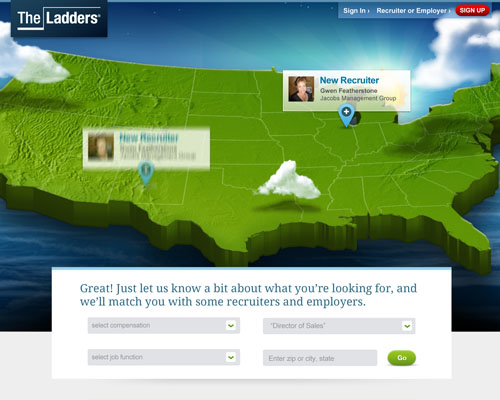 The Ladders
Sign In › Recruiter or Employer › SIGN UP
New Recruiter
Gwen Featherstone
Jacobs Management Group
New Recruiter
Great! Just let us know a bit about what you're looking for, and
we'll match you with some recruiters and employers.
select compensation
"Director of Sales"
select job function
Enter zip or city, state
Go